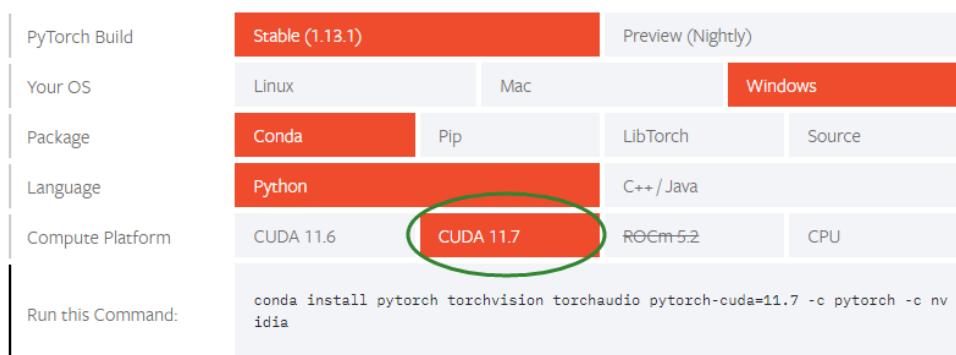 PyTorch Build Stable (1.13.1) Preview (Nightly)
Your OS Linux Mac Windows
Package Conda Pip LibTorch Source
Language Python C++ / Java
Compute Platform CUDA 11.6 CUDA 11.7 ROCm 5.2 CPU
Run this Command: conda install pytorch torchvision torchaudio pytorch-cuda=11.7 -c pytorch -c nv
idia